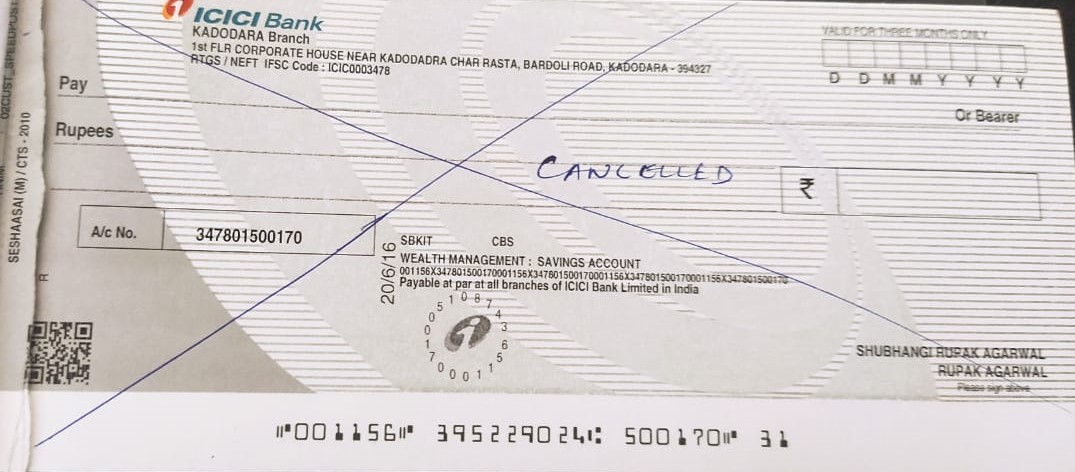 ICICI Bank
KADODARA Branch
1st FLR CORPORATE HOUSE NEAR KADODADRA CHAR RASTA, BARDOLI ROAD, KADODARA - 394327
RTGS / NEFT IFSC Code : ICIC0003478
VALID FOR THREE MONTHS ONLY
D D M M Y Y Y Y
Pay
Or Bearer
Rupees
CANCELLED
₹
A/c No.
347801500170
SBKIT CBS
WEALTH MANAGEMENT : SAVINGS ACCOUNT
001156X347801500170001156X347801500170001156X347801500170001156X347801500170
Payable at par at all branches of ICICI Bank Limited in India
20/6/16
SESHAASAI (M) / CTS - 2010
SHUBHANGI RUPAK AGARWAL
RUPAK AGARWAL
Please sign above
⑈001156⑈ 395229024⑆ 500170⑈ 31